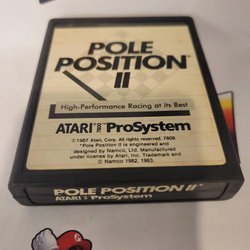 POLE
POSITION
II
High-Performance Racing at its Best
ATARI 7800 ProSystem
©1987 Atari, Corp. All rights reserved. 7808
"Pole Position II" is engineered and
designed by Namco, Ltd. Manufactured
under license by Atari, Inc. Trademark and
© Namco 1982, 1983.
POLE POSITION II
ATARI ProSystem